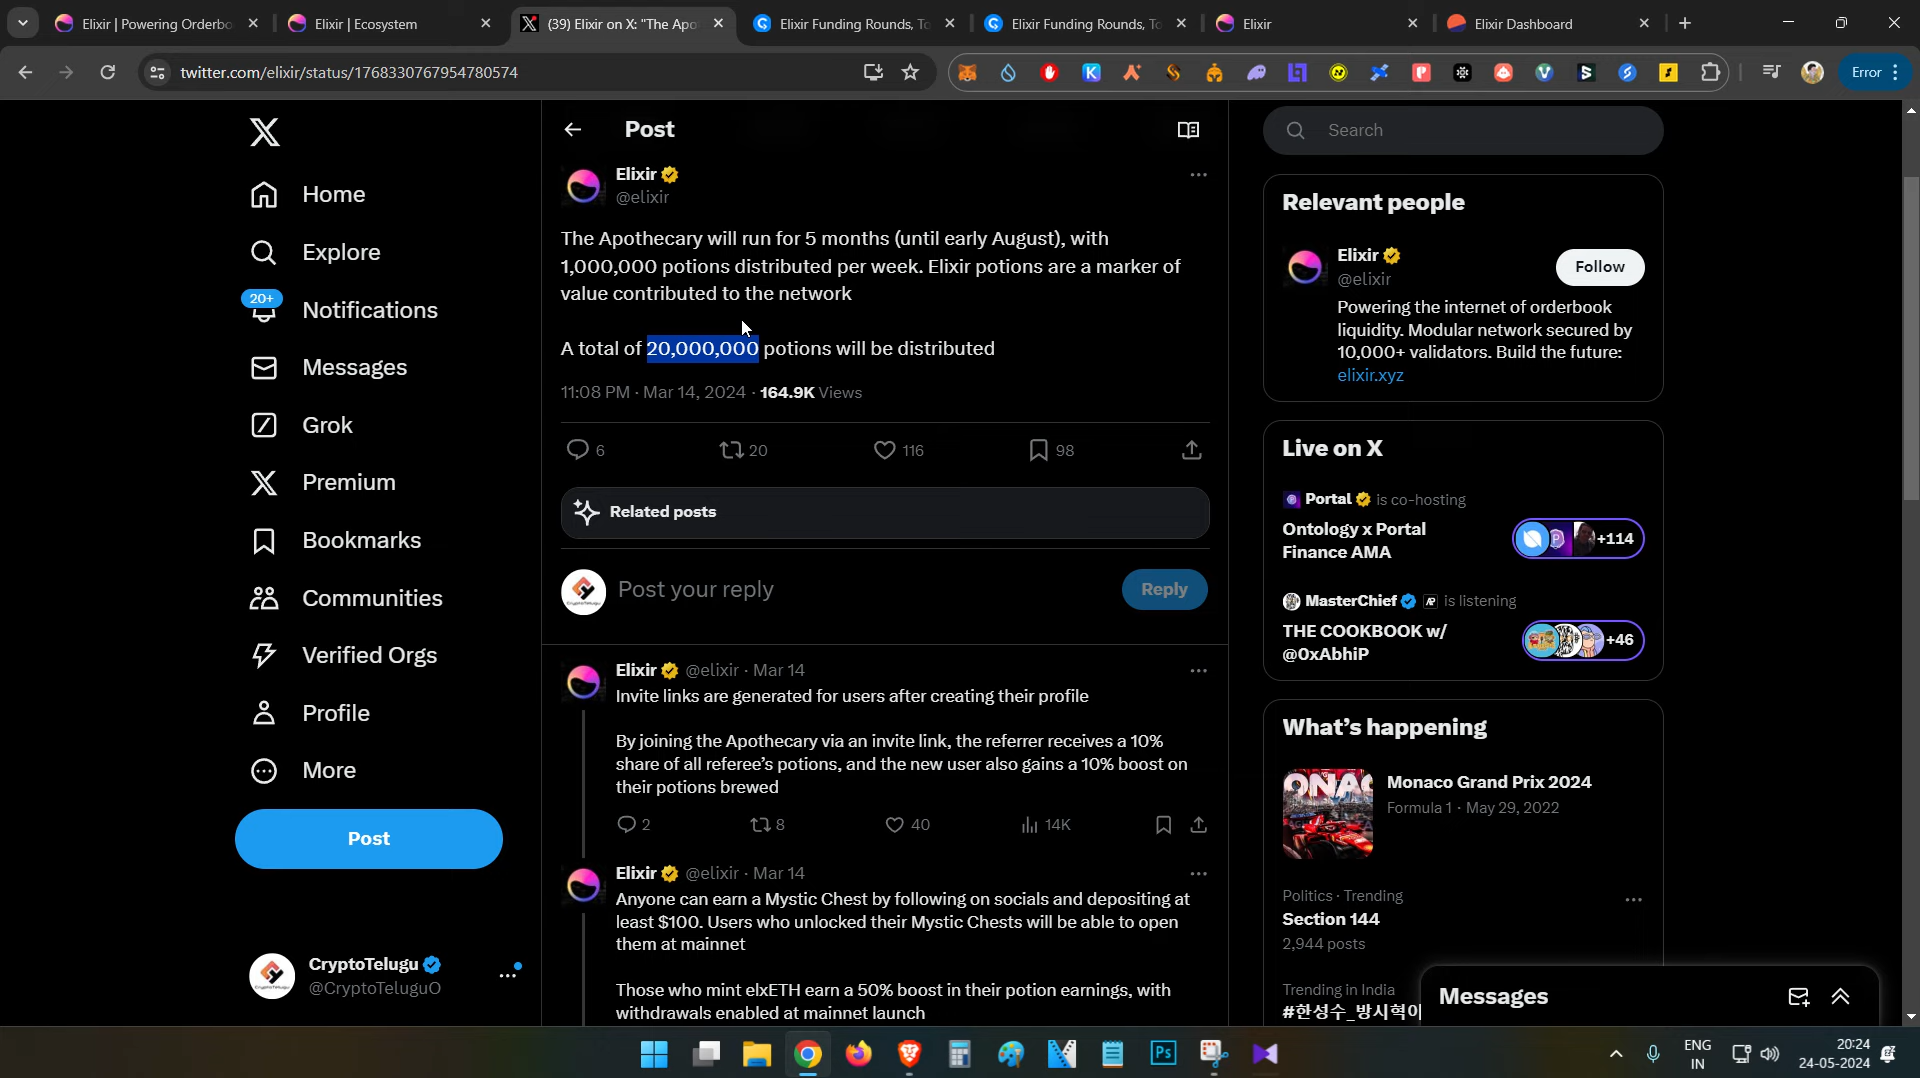 Elixir | Powering Orderbo
Elixir | Ecosystem
(39) Elixir on X: "The Apo
Elixir Funding Rounds, To
Elixir Funding Rounds, To
Elixir
Elixir Dashboard
twitter.com/elixir/status/1768330767954780574
Error
Home
Explore
20+
Notifications
Messages
Grok
Premium
Bookmarks
Communities
Verified Orgs
Profile
More
Post
CryptoTelugu
@CryptoTeluguO
Post
Elixir
@elixir
The Apothecary will run for 5 months (until early August), with
1,000,000 potions distributed per week. Elixir potions are a marker of
value contributed to the network
A total of 20,000,000 potions will be distributed
11:08 PM · Mar 14, 2024 · 164.9K Views
6
20
116
98
Related posts
Post your reply
Reply
Elixir @elixir · Mar 14
Invite links are generated for users after creating their profile
By joining the Apothecary via an invite link, the referrer receives a 10%
share of all referee's potions, and the new user also gains a 10% boost on
their potions brewed
2
8
40
14K
Elixir @elixir · Mar 14
Anyone can earn a Mystic Chest by following on socials and depositing at
least $100. Users who unlocked their Mystic Chests will be able to open
them at mainnet
Those who mint elxETH earn a 50% boost in their potion earnings, with
withdrawals enabled at mainnet launch
Search
Relevant people
Elixir
@elixir
Follow
Powering the internet of orderbook
liquidity. Modular network secured by
10,000+ validators. Build the future:
elixir.xyz
Live on X
Portal is co-hosting
Ontology x Portal
Finance AMA
+114
MasterChief is listening
THE COOKBOOK w/
@0xAbhiP
+46
What's happening
Monaco Grand Prix 2024
Formula 1 · May 29, 2022
Politics · Trending
Section 144
2,944 posts
Trending in India
#한성수_방시혁이
Messages
ENG
IN
20:24
24-05-2024